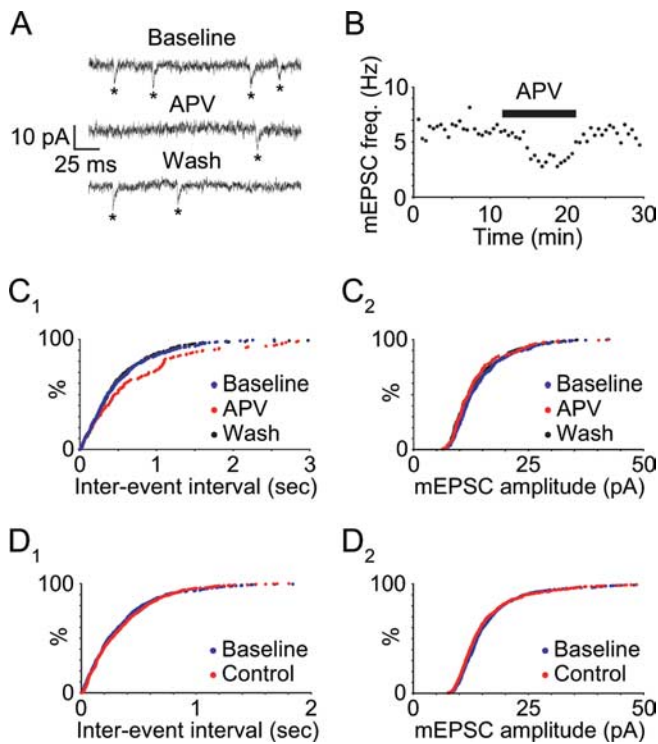 A
Baseline
* * * *
APV
10 pA
*
25 ms
Wash
* *
B
mEPSC freq. (Hz)
10
5
0
APV
0 10 20 30
Time (min)
C1
%
100
0
Baseline
APV
Wash
0 1 2 3
Inter-event interval (sec)
C2
%
100
0
Baseline
APV
Wash
0 25 50
mEPSC amplitude (pA)
D1
%
100
0
Baseline
Control
0 1 2
Inter-event interval (sec)
D2
%
100
0
Baseline
Control
0 25 50
mEPSC amplitude (pA)